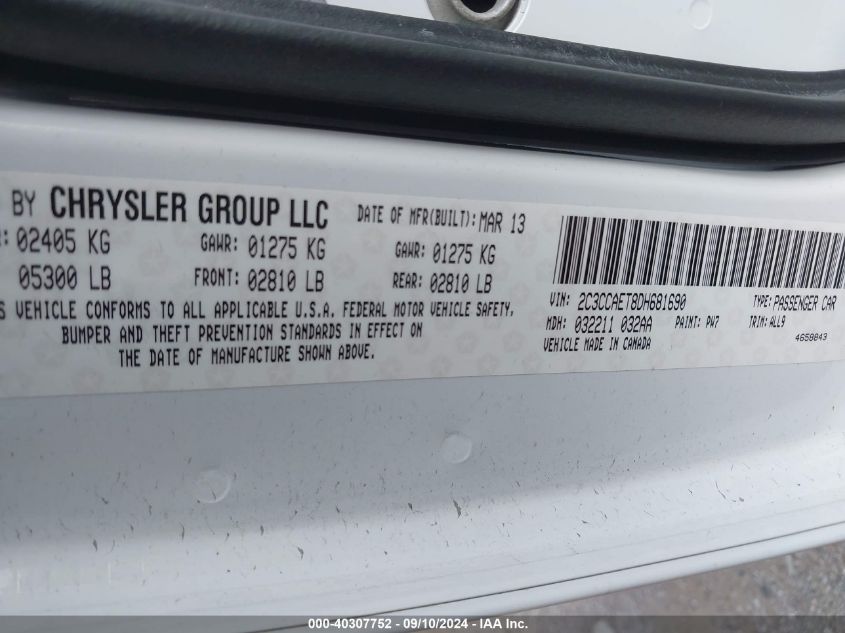 BY CHRYSLER GROUP LLC DATE OF MFR(BUILT): MAR 13
02405 KG GAWR: 01275 KG GAWR: 01275 KG
05300 LB FRONT: 02810 LB REAR: 02810 LB
VEHICLE CONFORMS TO ALL APPLICABLE U.S.A. FEDERAL MOTOR VEHICLE SAFETY,
BUMPER AND THEFT PREVENTION STANDARDS IN EFFECT ON
THE DATE OF MANUFACTURE SHOWN ABOVE.
VIN: 2C3CCAET8DH681690 TYPE: PASSENGER CAR
MDH: 032211 032AA PAINT: PW7 TRIM: ALL9
VEHICLE MADE IN CANADA 4658843
000-40307752 - 09/10/2024 - IAA Inc.